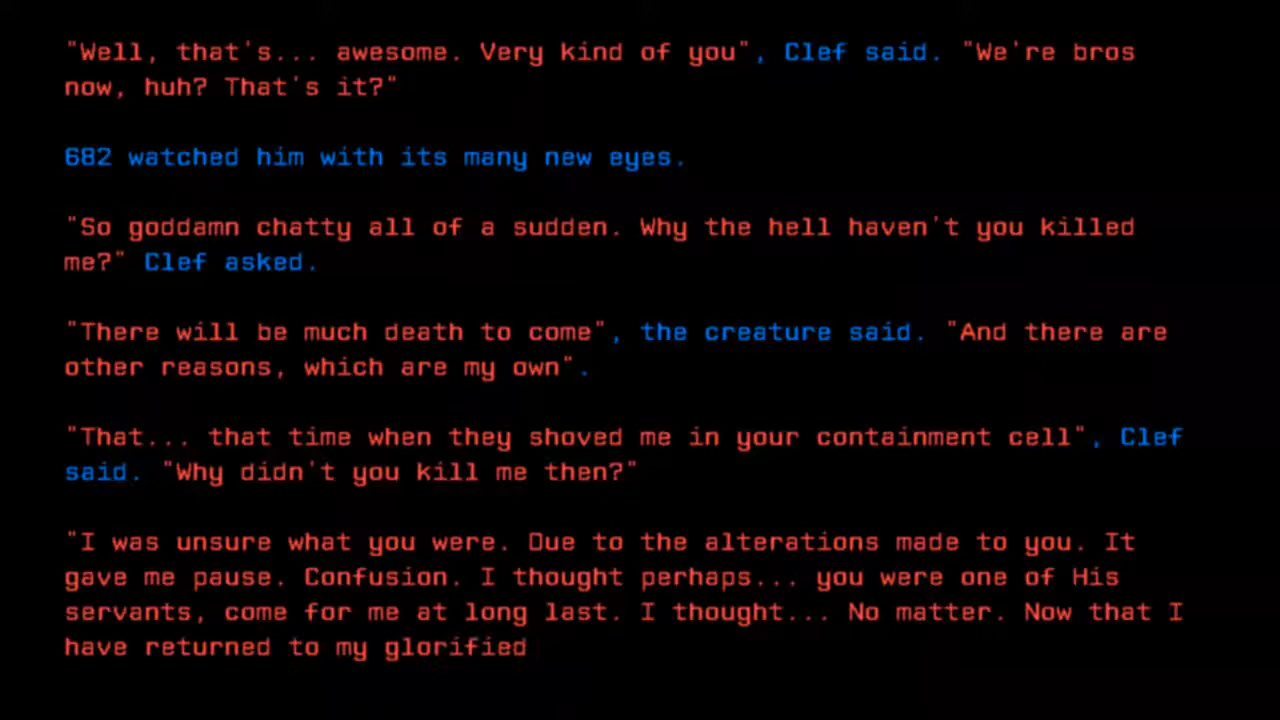 "Well, that's... awesome. Very kind of you", Clef said. "We're bros
now, huh? That's it?"
682 watched him with its many new eyes.
"So goddamn chatty all of a sudden. Why the hell haven't you killed
me?" Clef asked.
"There will be much death to come", the creature said. "And there are
other reasons, which are my own".
"That... that time when they shoved me in your containment cell", Clef
said. "Why didn't you kill me then?"
"I was unsure what you were. Due to the alterations made to you. It
gave me pause. Confusion. I thought perhaps... you were one of His
servants, come for me at long last. I thought... No matter. Now that I
have returned to my glorified